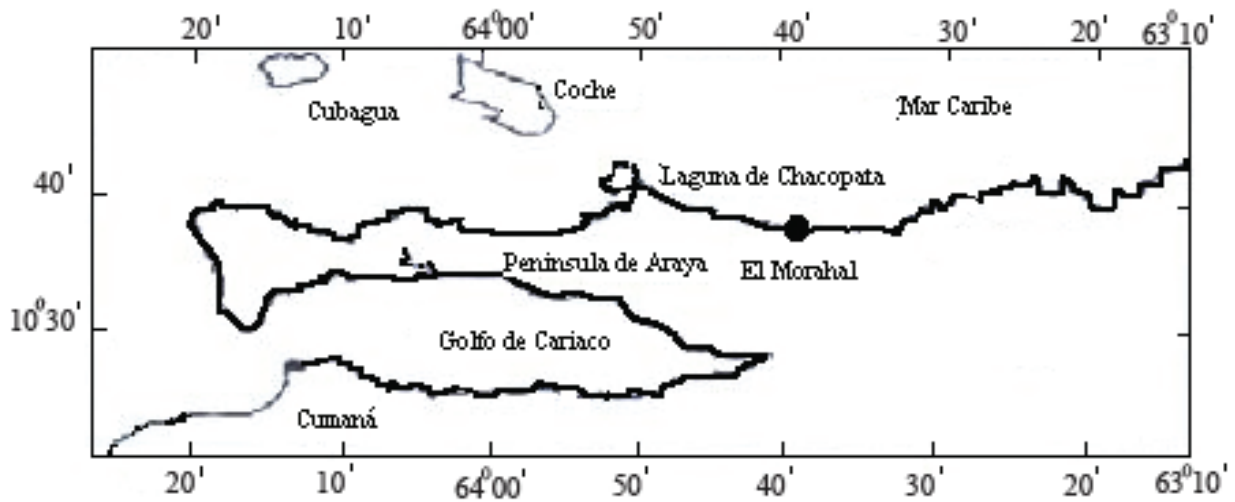 20' 10' 64°00' 50' 40' 30' 20' 63°10'
Coche
Cubagua
Mar Caribe
Laguna de Chacopata
40'
Peninsula de Araya
El Morahal
10°30'
Golfo de Cariaco
Cumaná
20' 10' 64°00' 50' 40' 30' 20' 63°10'